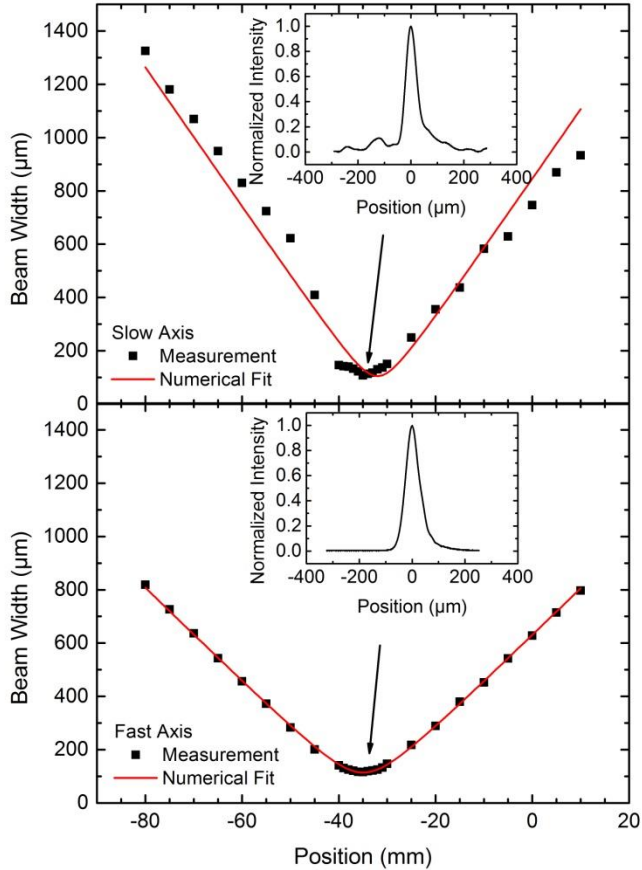 1400
1200
1000
800
600
400
200
0
Beam Width (µm)
Slow Axis
Measurement
Numerical Fit
1.0
0.8
0.6
0.4
0.2
0.0
Normalized Intensity
-400 -200 0 200 400
Position (µm)
1400
1200
1000
800
600
400
200
0
Beam Width (µm)
Fast Axis
Measurement
Numerical Fit
1.0
0.8
0.6
0.4
0.2
0.0
Normalized Intensity
-400 -200 0 200 400
Position (µm)
-80 -60 -40 -20 0 20
Position (mm)